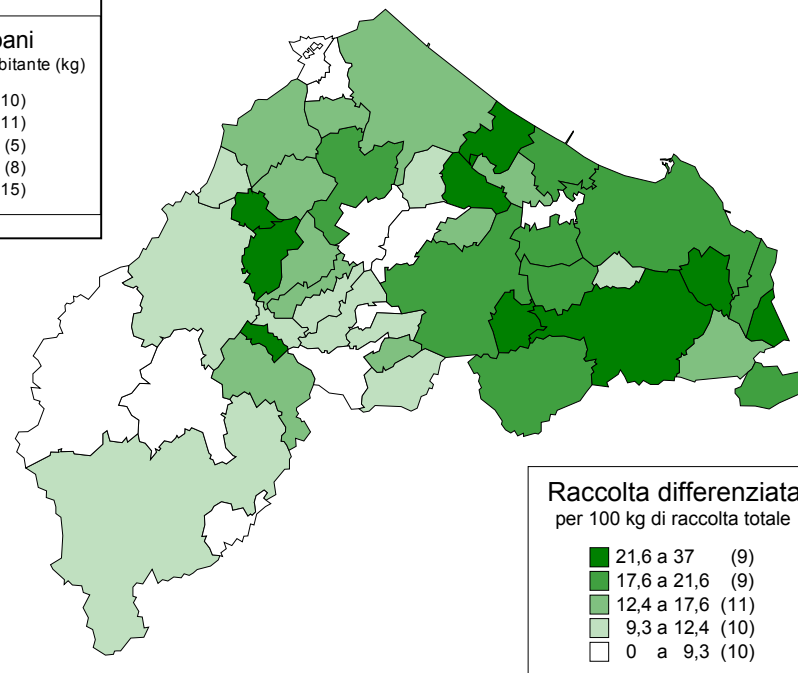 bitante (kg)
10)
11)
(5)
(8)
15)
Raccolta differenziata
per 100 kg di raccolta totale
21,6 a 37 (9)
17,6 a 21,6 (9)
12,4 a 17,6 (11)
9,3 a 12,4 (10)
0 a 9,3 (10)